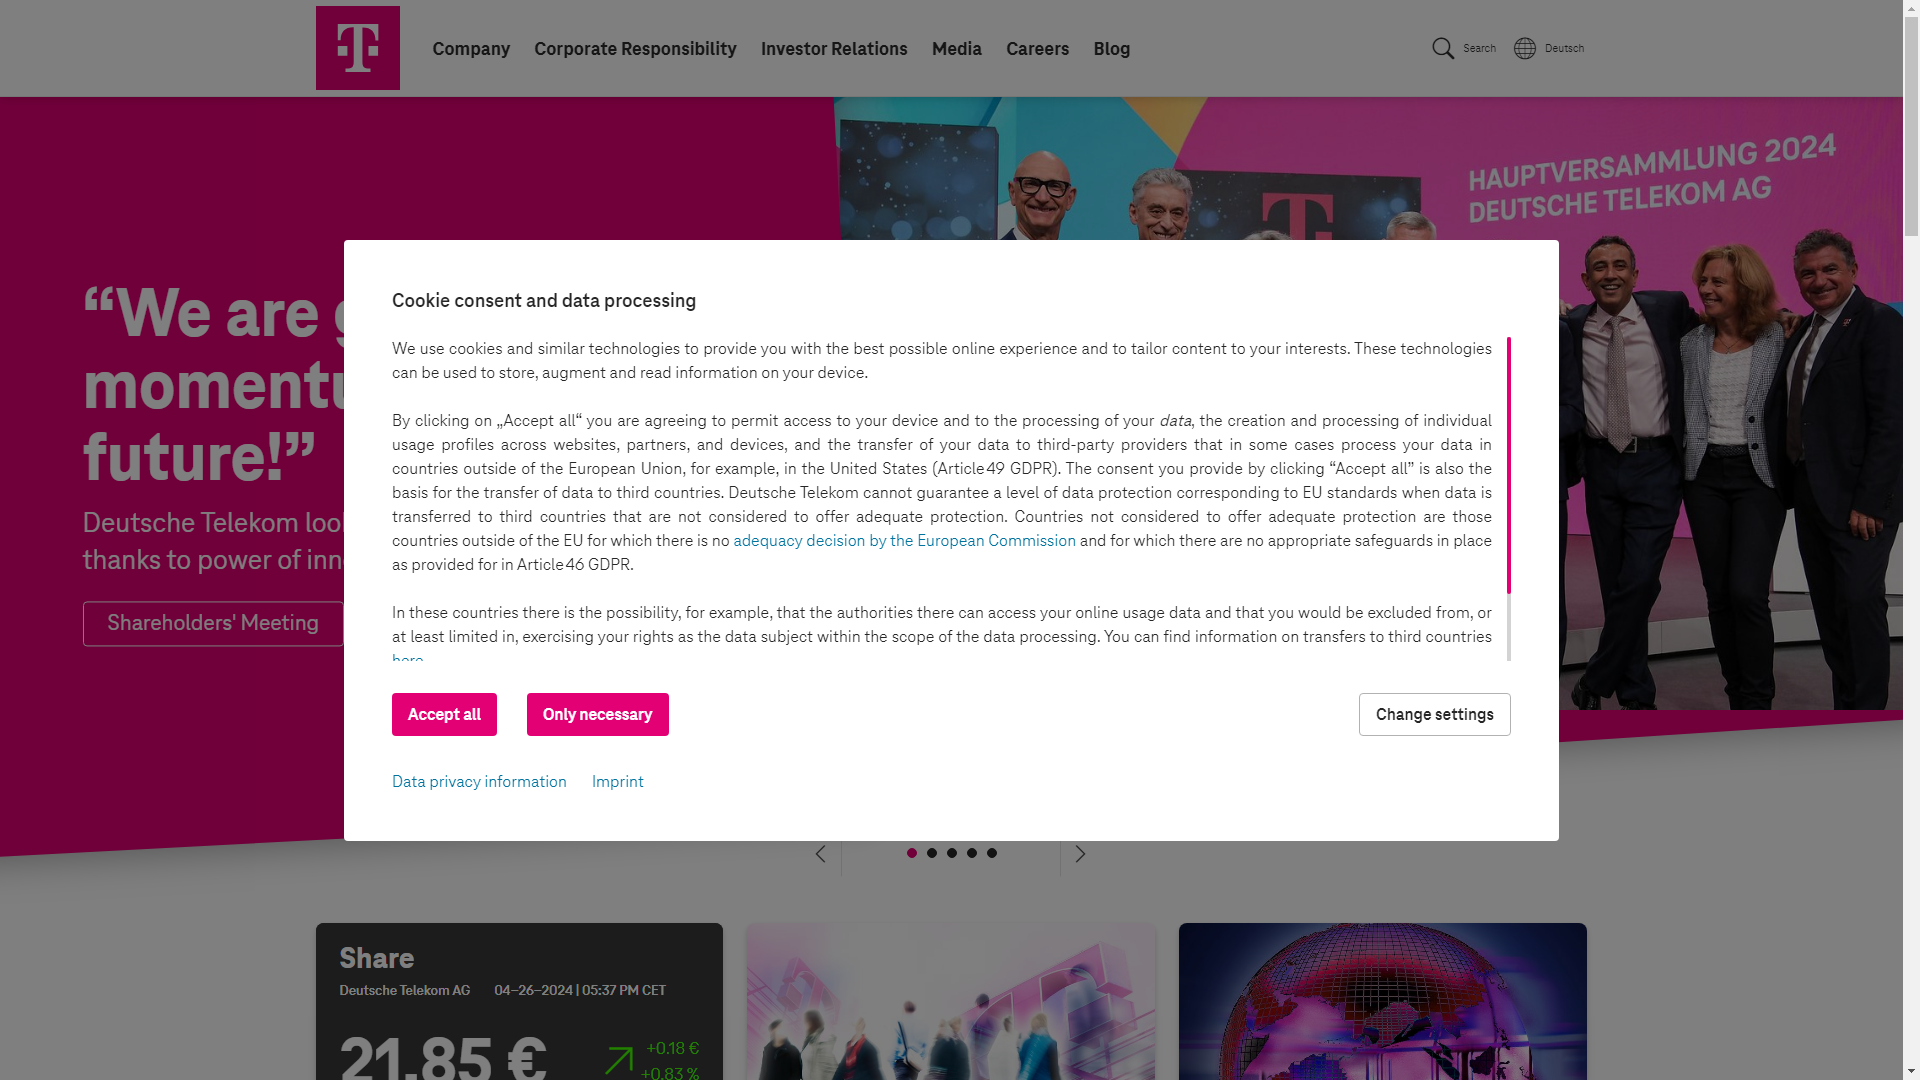 T
Company Corporate Responsibility Investor Relations Media Careers Blog
Search Deutsch
HAUPTVERSAMMLUNG 2024
DEUTSCHE TELEKOM AG
“We are
momentu
future!”
Deutsche Telekom loo
thanks to power of inn
Shareholders' Meeting
Cookie consent and data processing
We use cookies and similar technologies to provide you with the best possible online experience and to tailor content to your interests. These technologies
can be used to store, augment and read information on your device.
By clicking on „Accept all“ you are agreeing to permit access to your device and to the processing of your data, the creation and processing of individual
usage profiles across websites, partners, and devices, and the transfer of your data to third-party providers that in some cases process your data in
countries outside of the European Union, for example, in the United States (Article 49 GDPR). The consent you provide by clicking “Accept all” is also the
basis for the transfer of data to third countries. Deutsche Telekom cannot guarantee a level of data protection corresponding to EU standards when data is
transferred to third countries that are not considered to offer adequate protection. Countries not considered to offer adequate protection are those
countries outside of the EU for which there is no adequacy decision by the European Commission and for which there are no appropriate safeguards in place
as provided for in Article 46 GDPR.
In these countries there is the possibility, for example, that the authorities there can access your online usage data and that you would be excluded from, or
at least limited in, exercising your rights as the data subject within the scope of the data processing. You can find information on transfers to third countries
here
Accept all Only necessary Change settings
Data privacy information Imprint
Share
Deutsche Telekom AG 04-26-2024 | 05:37 PM CET
21.85 €
+0.18 €
+0.83 %